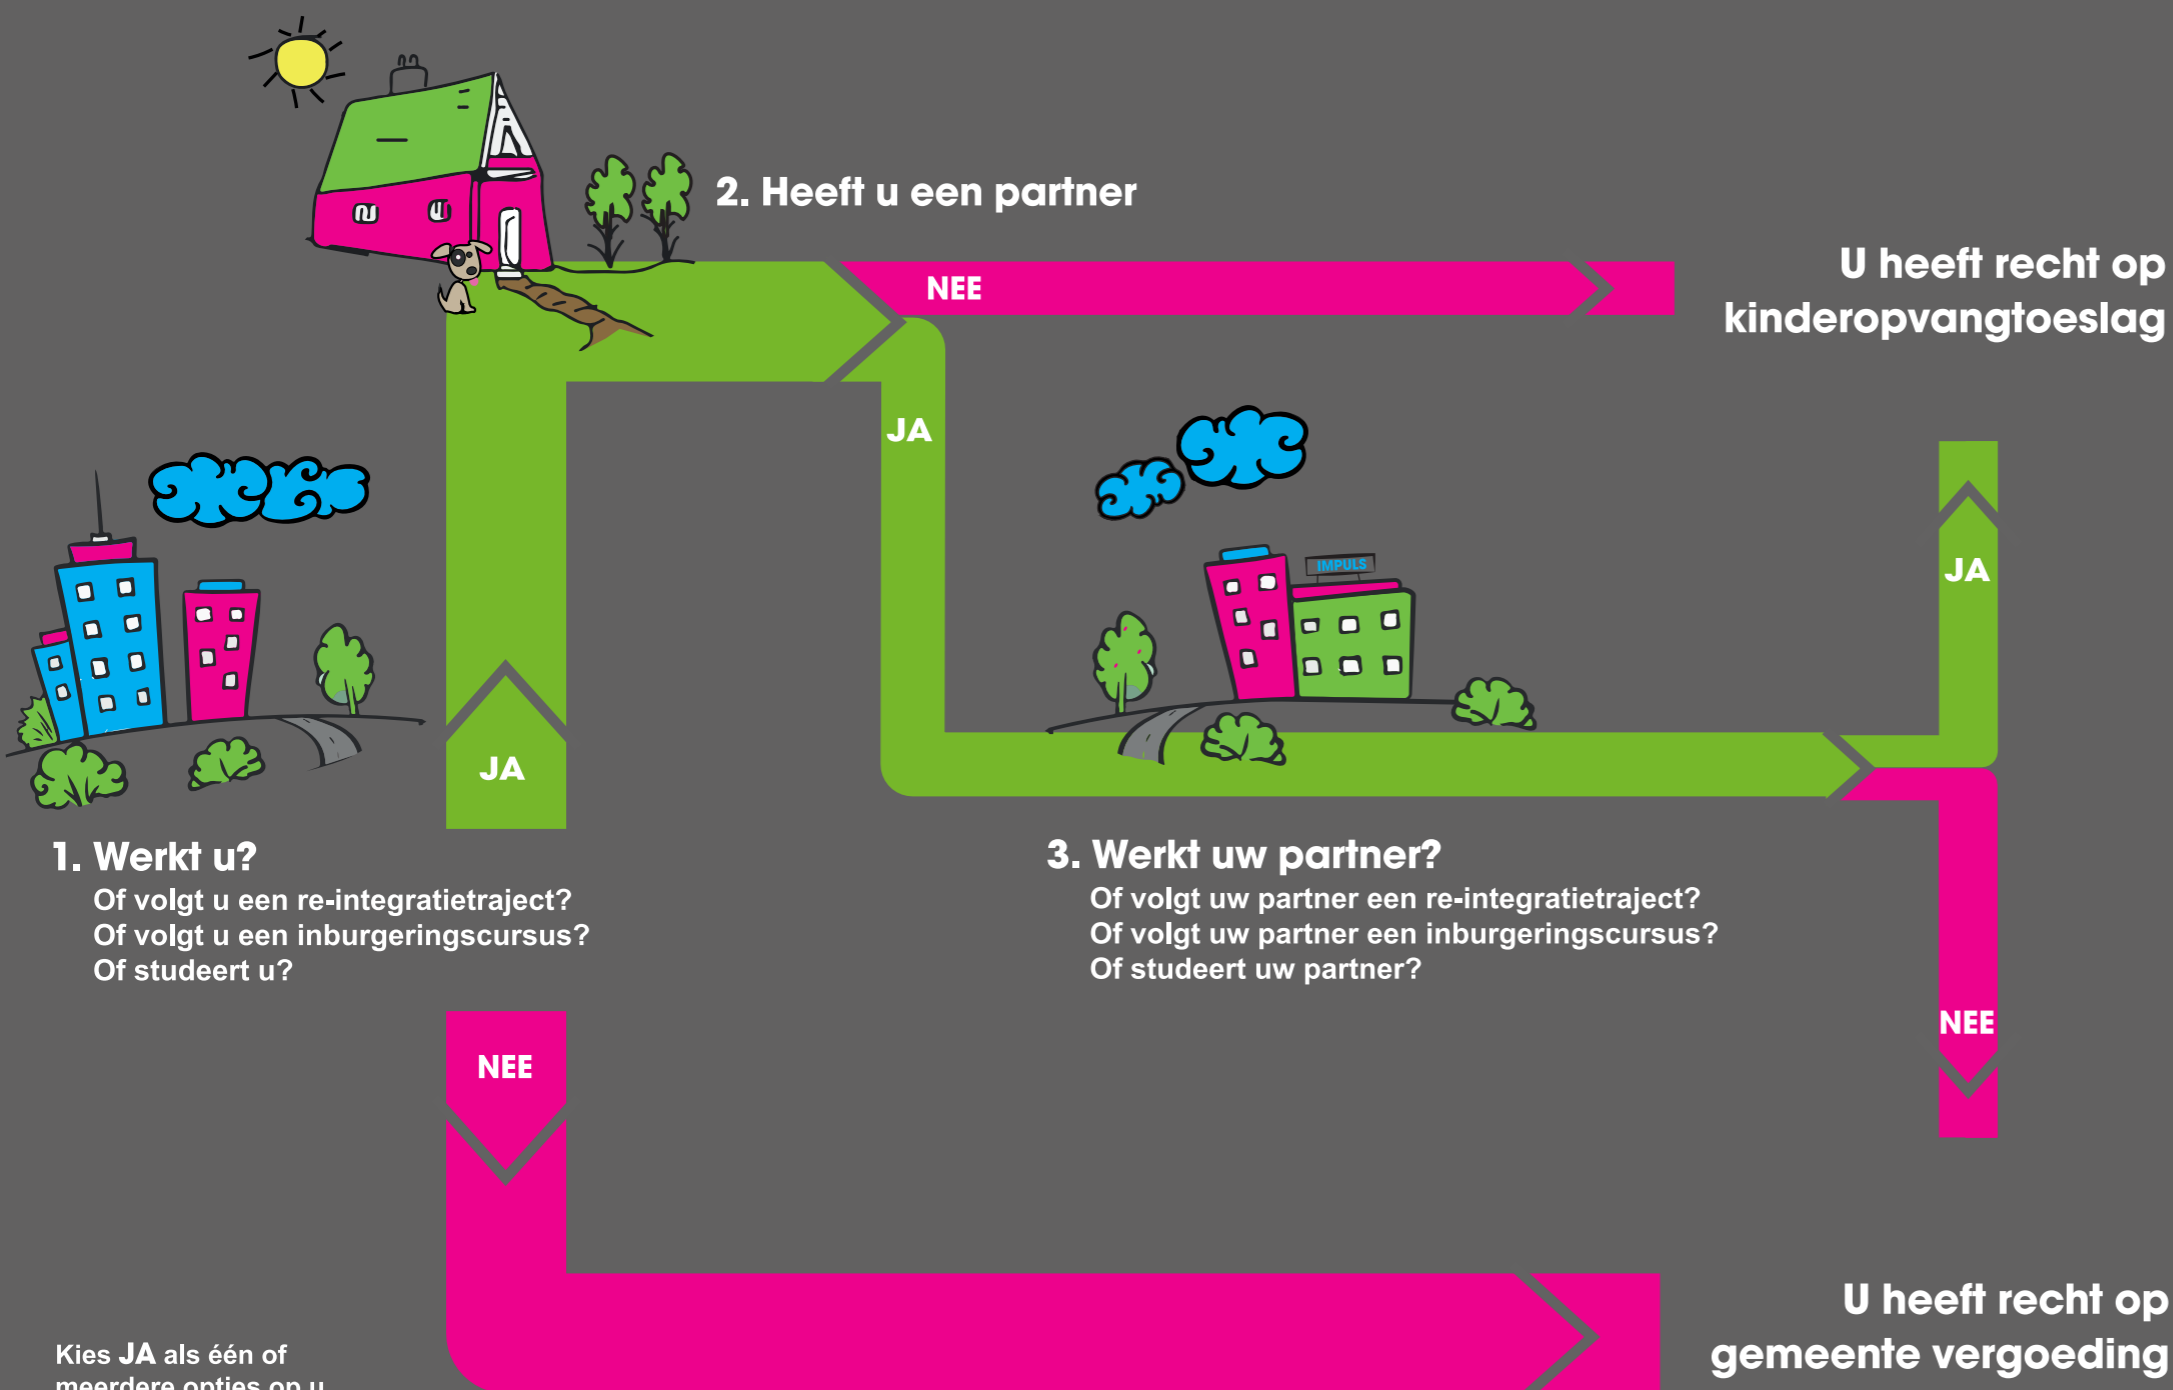 2. Heeft u een partner
NEE
U heeft recht op
kinderopvangtoeslag
JA
IMPULS
JA
JA
1. Werkt u?
Of volgt u een re-integratietraject?
Of volgt u een inburgeringscursus?
Of studeert u?
3. Werkt uw partner?
Of volgt uw partner een re-integratietraject?
Of volgt uw partner een inburgeringscursus?
Of studeert uw partner?
NEE
NEE
U heeft recht op
gemeente vergoeding
Kies JA als één of
meerdere opties op u